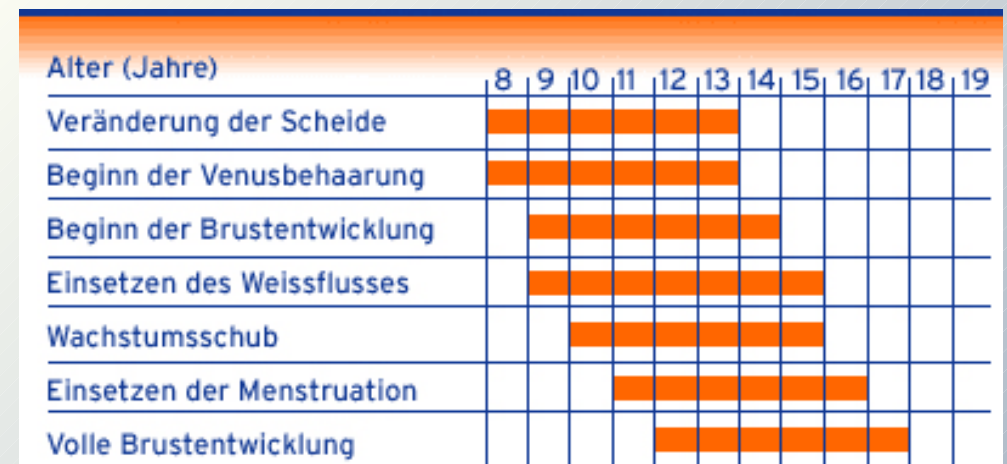 Alter (Jahre) 8 9 10 11 12 13 14 15 16 17 18 19
Veränderung der Scheide
Beginn der Venusbehaarung
Beginn der Brustentwicklung
Einsetzen des Weissflusses
Wachstumsschub
Einsetzen der Menstruation
Volle Brustentwicklung